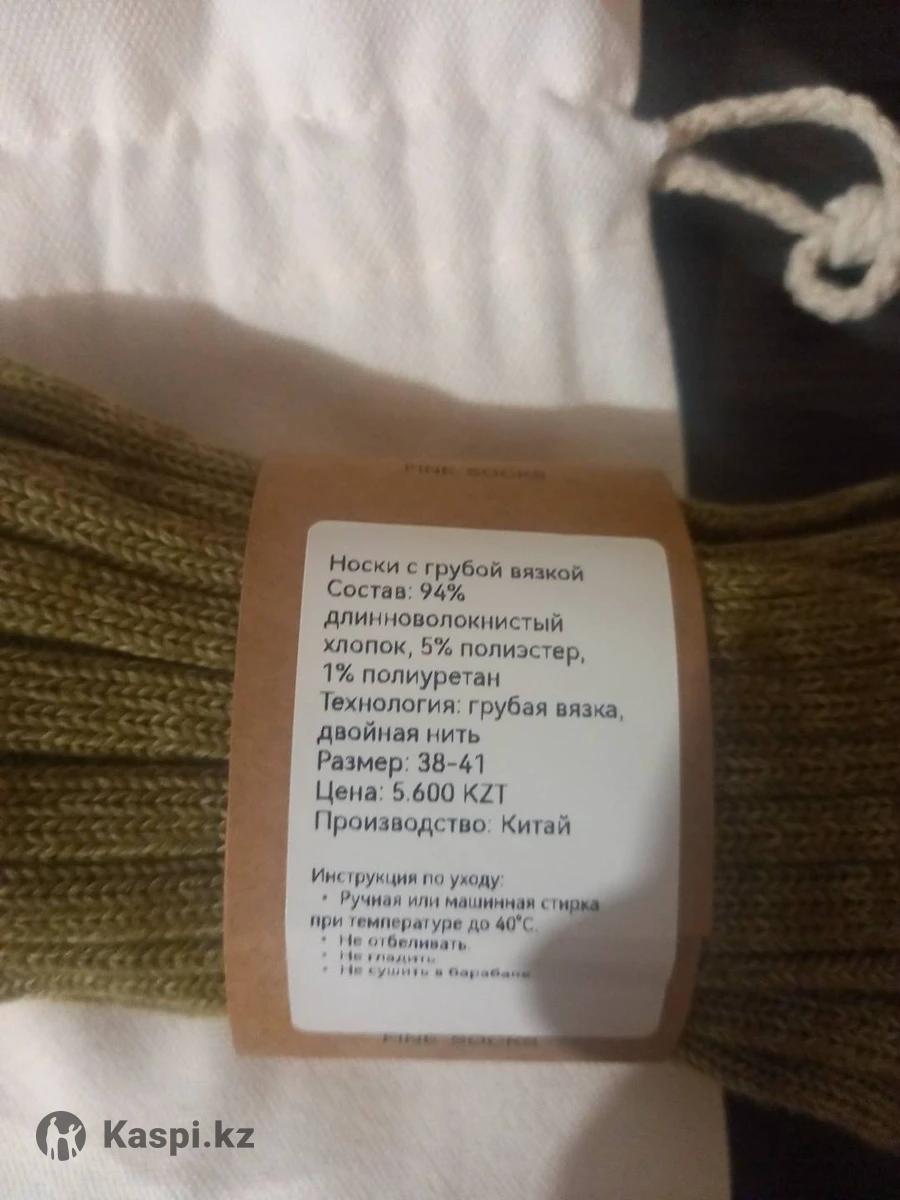 FINE SOCKS
Носки с грубой вязкой
Состав: 94%
длинноволокнистый
хлопок, 5% полиэстер,
1% полиуретан
Технология: грубая вязка,
двойная нить
Размер: 38-41
Цена: 5.600 KZT
Производство: Китай
Инструкция по уходу:
• Ручная или машинная стирка
при температуре до 40°C.
• Не отбеливать.
• Не гладить.
• Не сушить в барабане
FINE SOCKS
Kaspi.kz